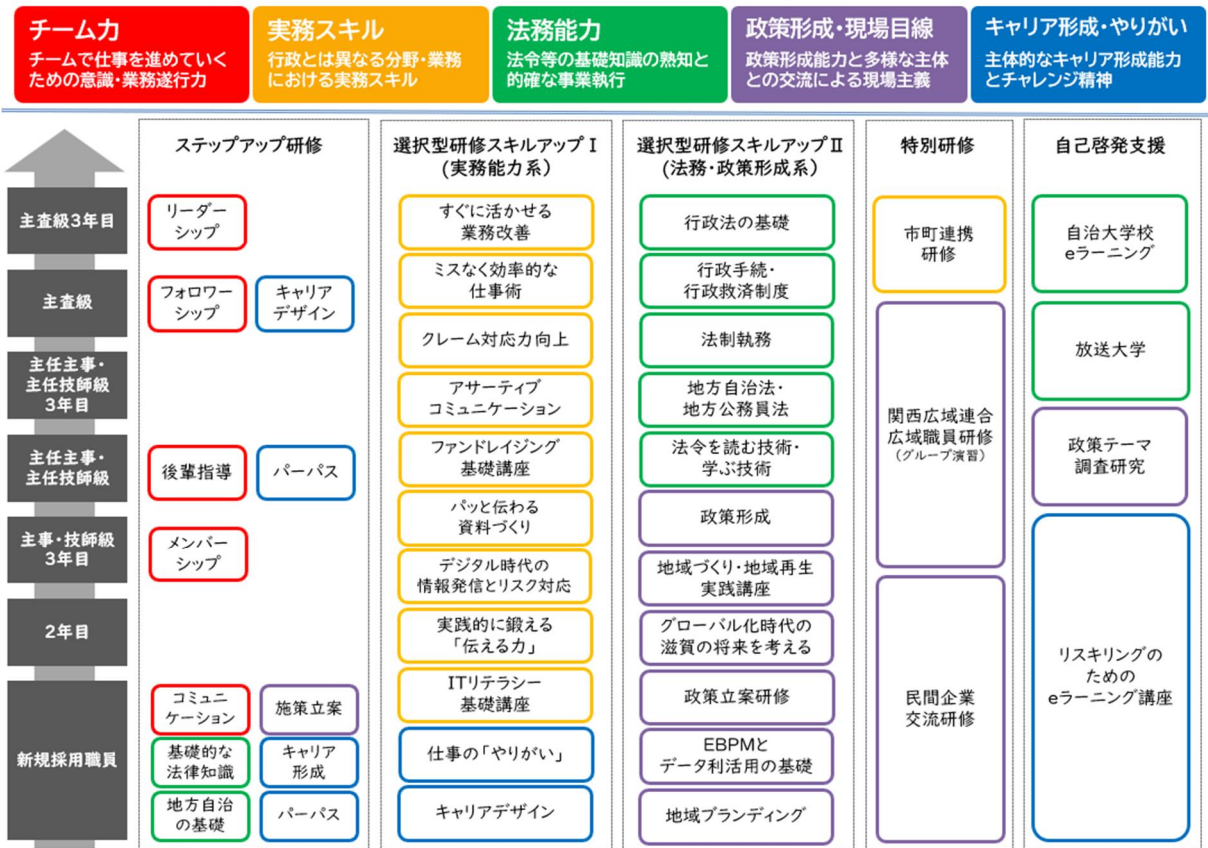 チーム力
チームで仕事を進めていく
ための意識・業務遂行力
実務スキル
行政とは異なる分野・業務
における実務スキル
法務能力
法令等の基礎知識の熟知と
的確な事業執行
政策形成・現場目線
政策形成能力と多様な主体
との交流による現場主義
キャリア形成・やりがい
主体的なキャリア形成能力
とチャレンジ精神
主査級3年目
主査級
主任主事・
主任技師級
3年目
主任主事・
主任技師級
主事・技師級
3年目
2年目
新規採用職員
ステップアップ研修
リーダー
シップ
フォロワー
シップ
キャリア
デザイン
後輩指導
パーパス
メンバー
シップ
コミュニ
ケーション
施策立案
基礎的な
法律知識
キャリア
形成
地方自治
の基礎
パーパス
選択型研修スキルアップⅠ
(実務能力系)
すぐに活かせる
業務改善
ミスなく効率的な
仕事術
クレーム対応力向上
アサーティブ
コミュニケーション
ファンドレイジング
基礎講座
パッと伝わる
資料づくり
デジタル時代の
情報発信とリスク対応
実践的に鍛える
「伝える力」
ITリテラシー
基礎講座
仕事の「やりがい」
キャリアデザイン
選択型研修スキルアップⅡ
(法務・政策形成系)
行政法の基礎
行政手続・
行政救済制度
法制執務
地方自治法・
地方公務員法
法令を読む技術・
学ぶ技術
政策形成
地域づくり・地域再生
実践講座
グローバル化時代の
滋賀の将来を考える
政策立案研修
EBPMと
データ利活用の基礎
地域ブランディング
特別研修
市町連携
研修
関西広域連合
広域職員研修
(グループ演習)
民間企業
交流研修
自己啓発支援
自治大学校
eラーニング
放送大学
政策テーマ
調査研究
リスキリングの
ための
eラーニング講座